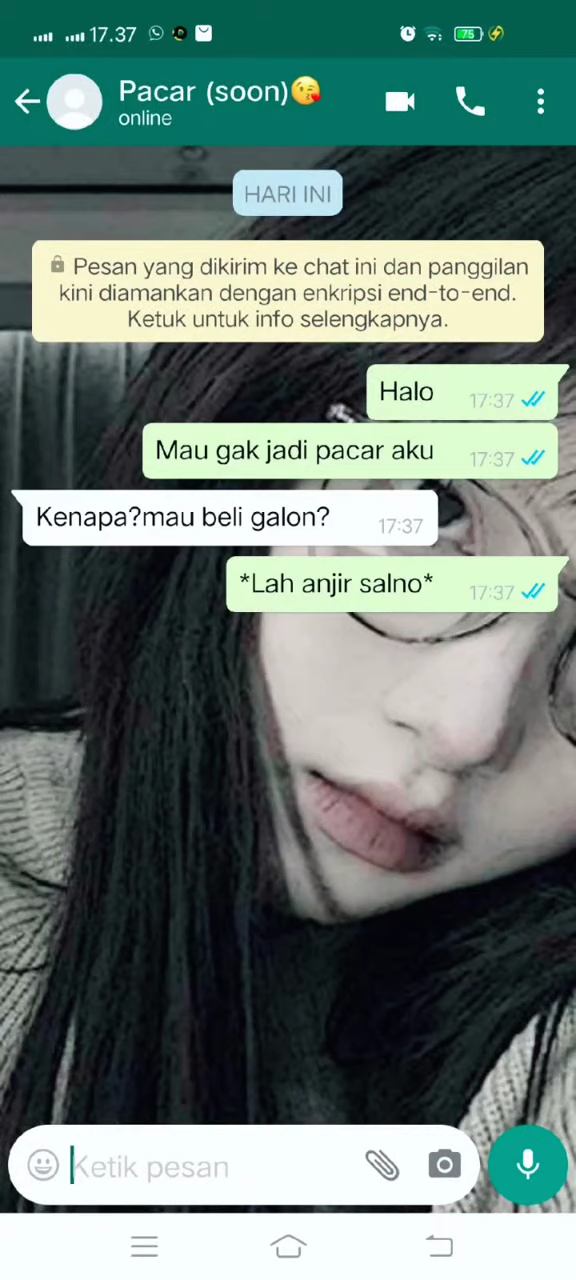 17.37
75
Pacar (soon)😘
online
HARI INI
Pesan yang dikirim ke chat ini dan panggilan
kini diamankan dengan enkripsi end-to-end.
Ketuk untuk info selengkapnya.
Halo 17:37
Mau gak jadi pacar aku 17:37
Kenapa?mau beli galon? 17:37
*Lah anjir salno* 17:37
Ketik pesan